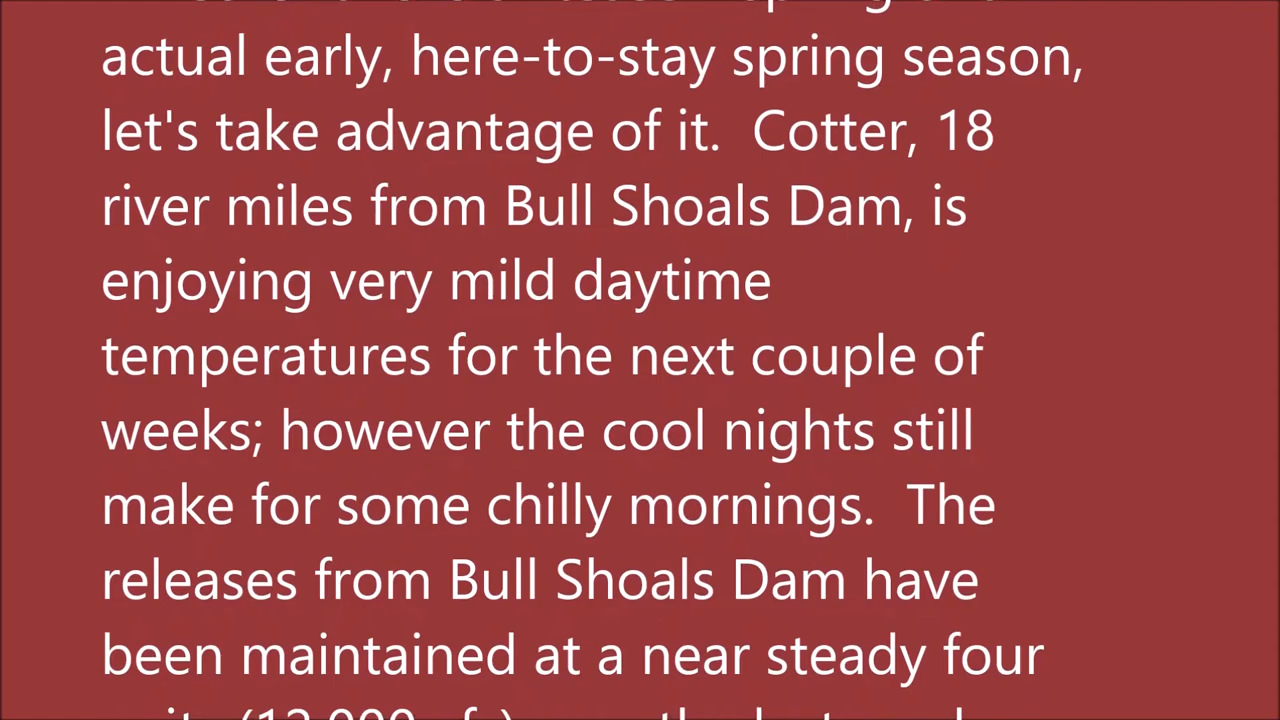 actual early, here-to-stay spring season,
let's take advantage of it.  Cotter, 18
river miles from Bull Shoals Dam, is
enjoying very mild daytime
temperatures for the next couple of
weeks; however the cool nights still
make for some chilly mornings.  The
releases from Bull Shoals Dam have
been maintained at a near steady four